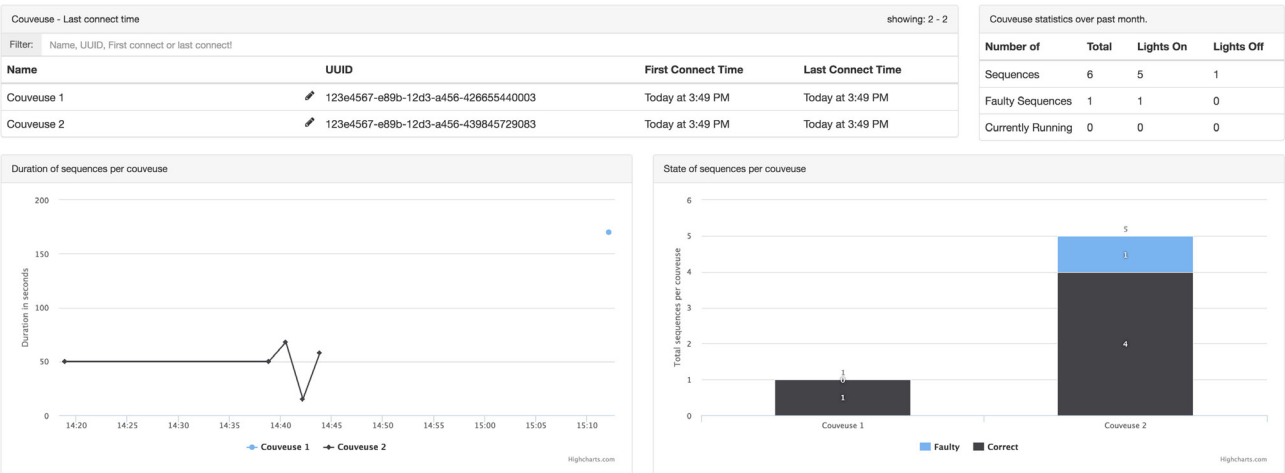 Couveuse - Last connect time showing: 2 - 2
Filter: Name, UUID, First connect or last connect!
Name UUID First Connect Time Last Connect Time
Couveuse 1 123e4567-e89b-12d3-a456-426655440003 Today at 3:49 PM Today at 3:49 PM
Couveuse 2 123e4567-e89b-12d3-a456-439845729083 Today at 3:49 PM Today at 3:49 PM
Couveuse statistics over past month.
Number of Total Lights On Lights Off
Sequences 6 5 1
Faulty Sequences 1 1 0
Currently Running 0 0 0
Duration of sequences per couveuse
Duration in seconds
200
150
100
50
0
14:20 14:25 14:30 14:35 14:40 14:45 14:50 14:55 15:00 15:05 15:10
Couveuse 1 Couveuse 2
Highcharts.com
State of sequences per couveuse
Total sequences per couveuse
6
5
4
3
2
1
0
1
0
1
5
1
4
Couveuse 1 Couveuse 2
Faulty Correct
Highcharts.com